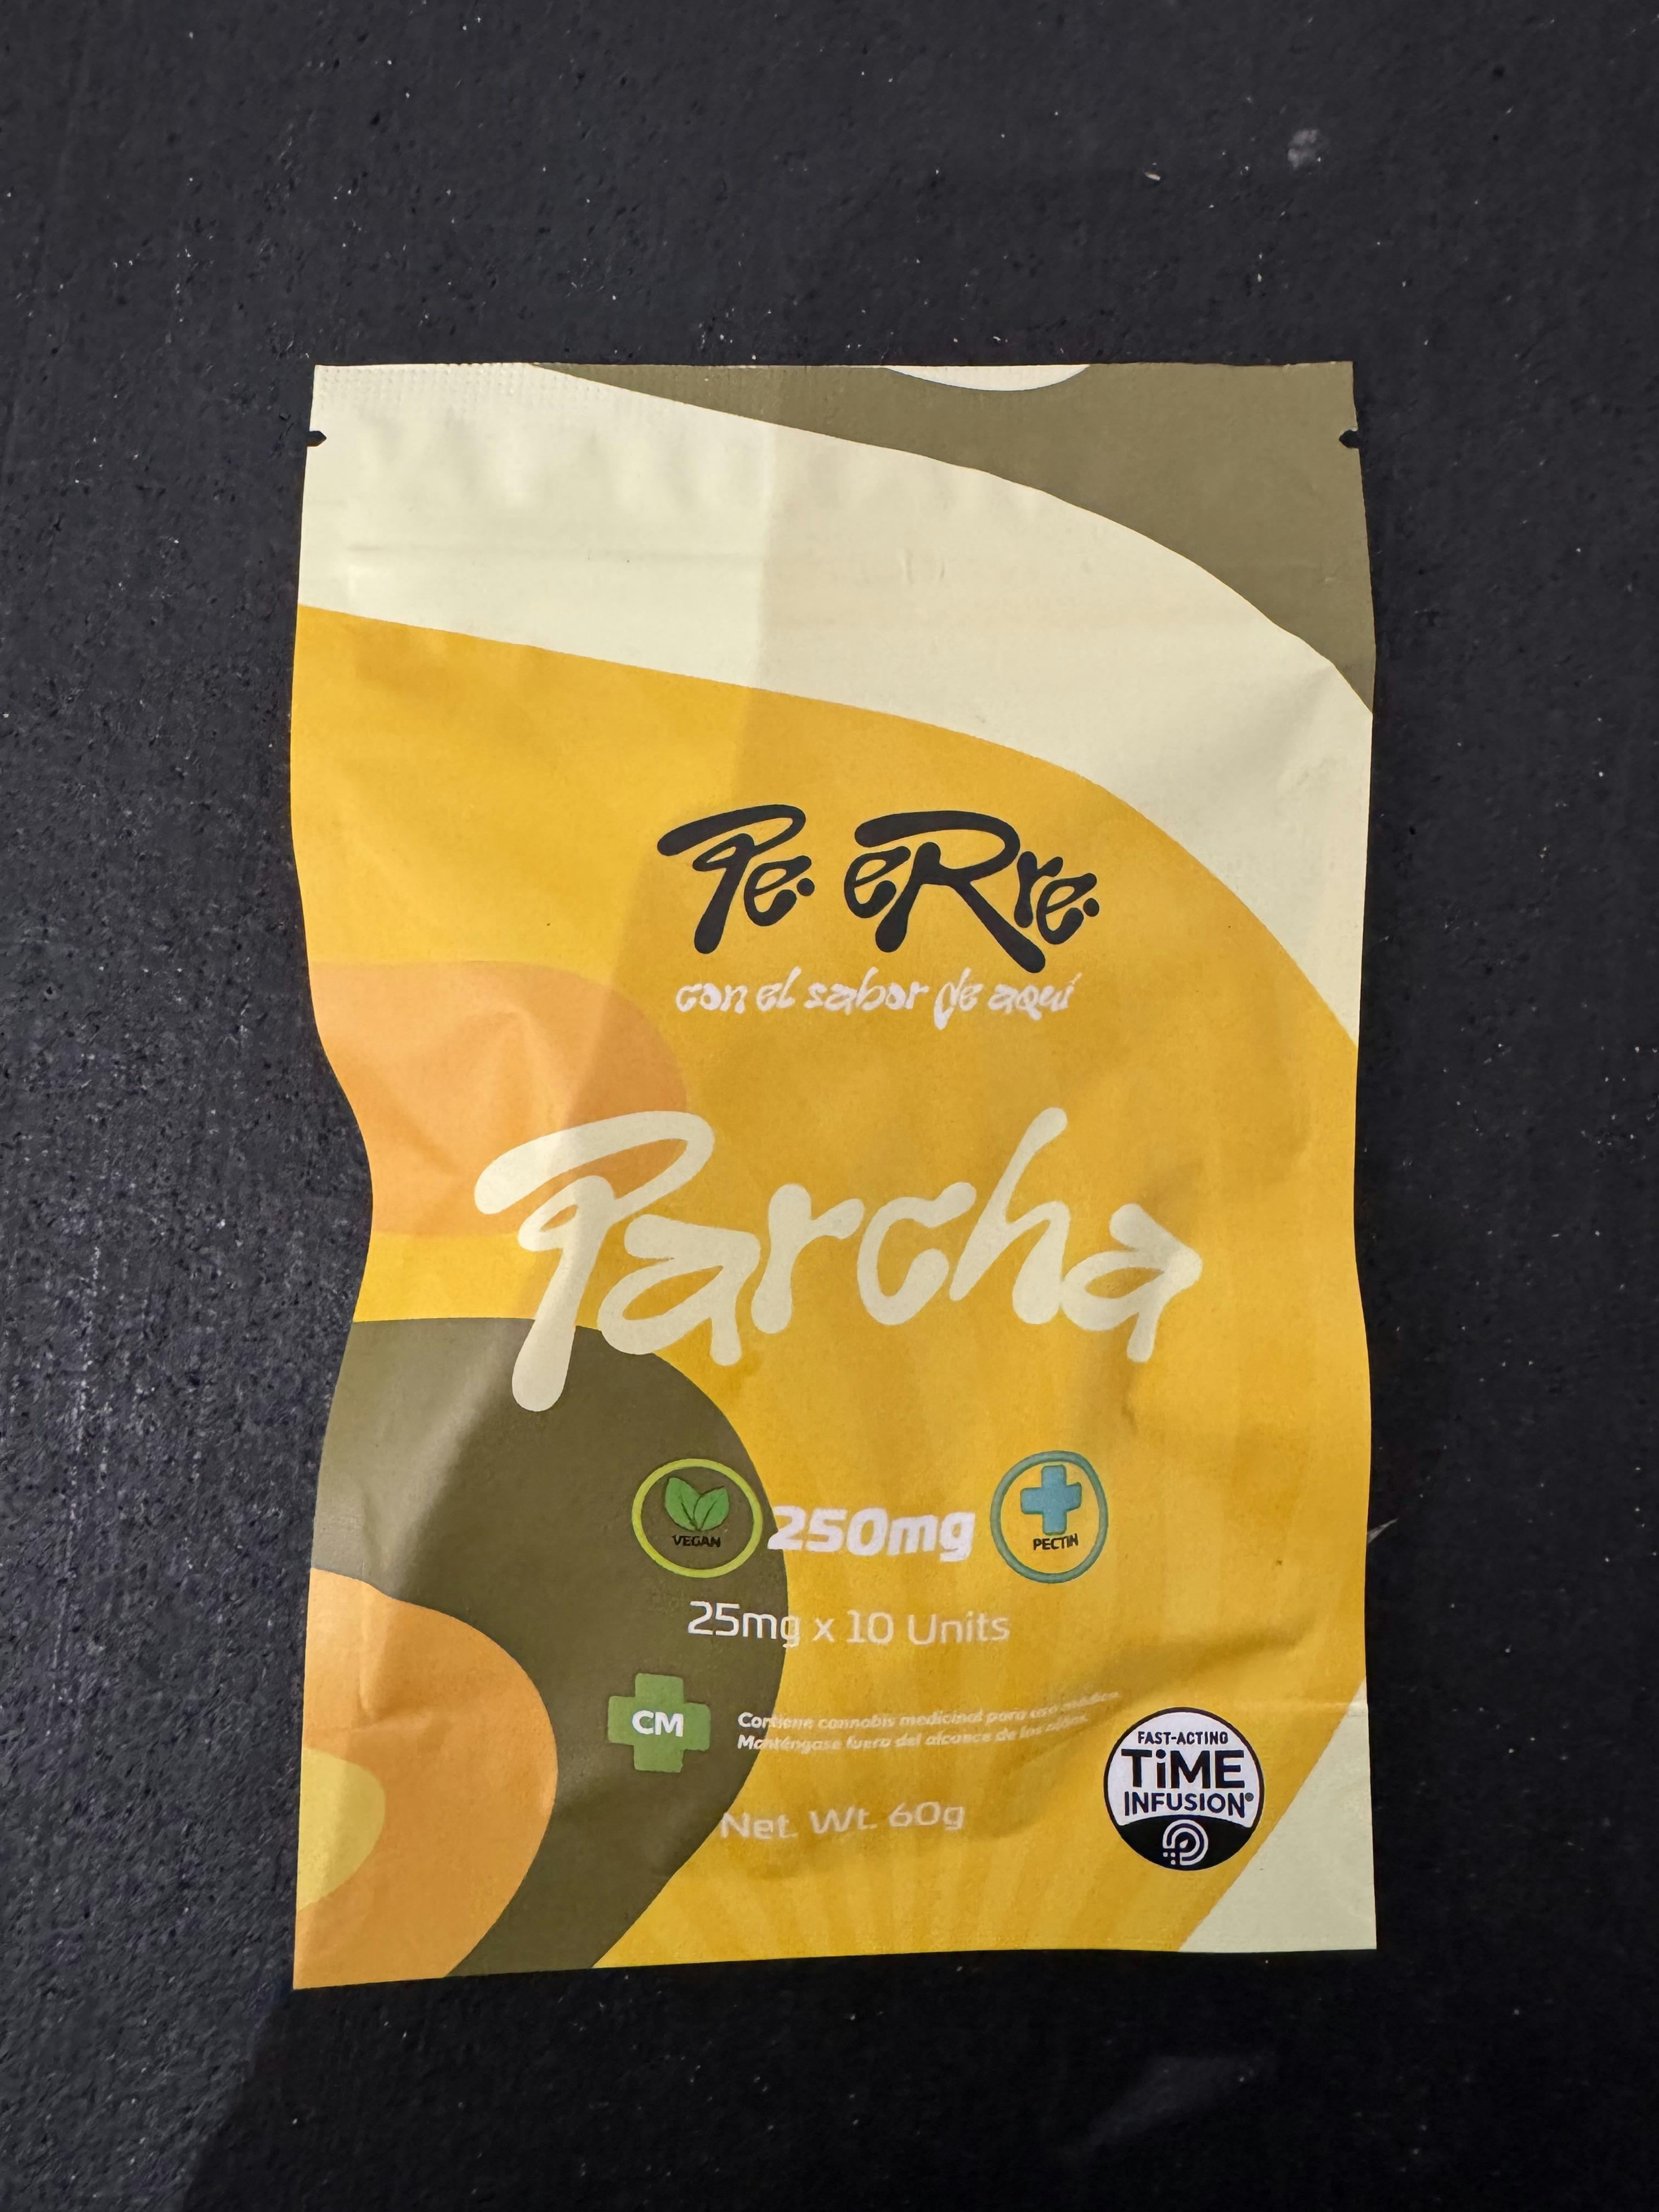 Pe. eRre.
con el sabor de aquí
Parcha
VEGAN
250mg
PECTIN
25mg x 10 Units
CM
Contiene cannabis medicinal para uso médico.
Manténgase fuera del alcance de los niños.
Net. Wt. 60g
FAST-ACTING
TiME
INFUSION®